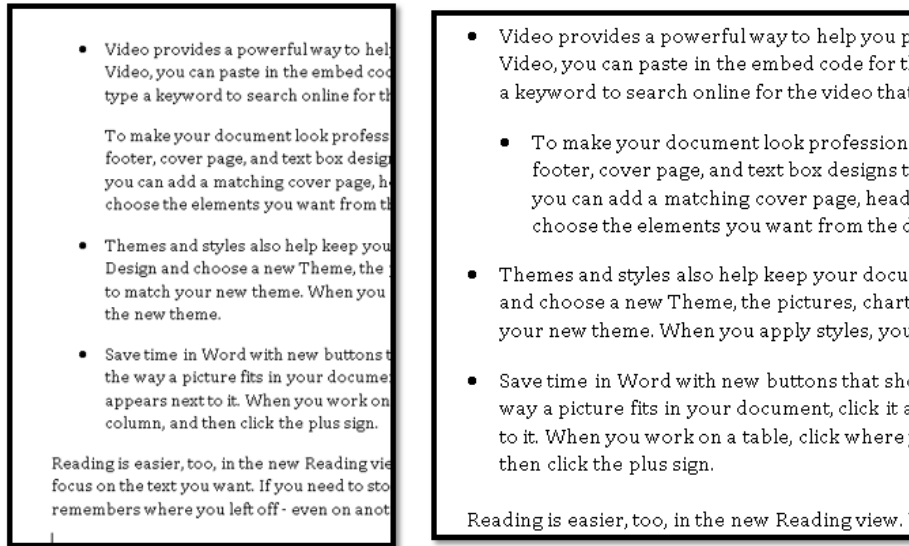 • Video provides a powerful way to hel
Video, you can paste in the embed cod
type a keyword to search online for th
To make your document look profess
footer, cover page, and text box desig
you can add a matching cover page, h
choose the elements you want from th
• Themes and styles also help keep you
Design and choose a new Theme, the
to match your new theme. When you
the new theme.
• Save time in Word with new buttons t
the way a picture fits in your docume
appears next to it. When you work on
column, and then click the plus sign.
Reading is easier, too, in the new Reading vie
focus on the text you want. If you need to sto
remembers where you left off - even on anot
• Video provides a powerful way to help you p
Video, you can paste in the embed code for t
a keyword to search online for the video that
• To make your document look profession
footer, cover page, and text box designs t
you can add a matching cover page, head
choose the elements you want from the
• Themes and styles also help keep your docu
and choose a new Theme, the pictures, chart
your new theme. When you apply styles, you
• Save time in Word with new buttons that sho
way a picture fits in your document, click it a
to it. When you work on a table, click where
then click the plus sign.
Reading is easier, too, in the new Reading view.